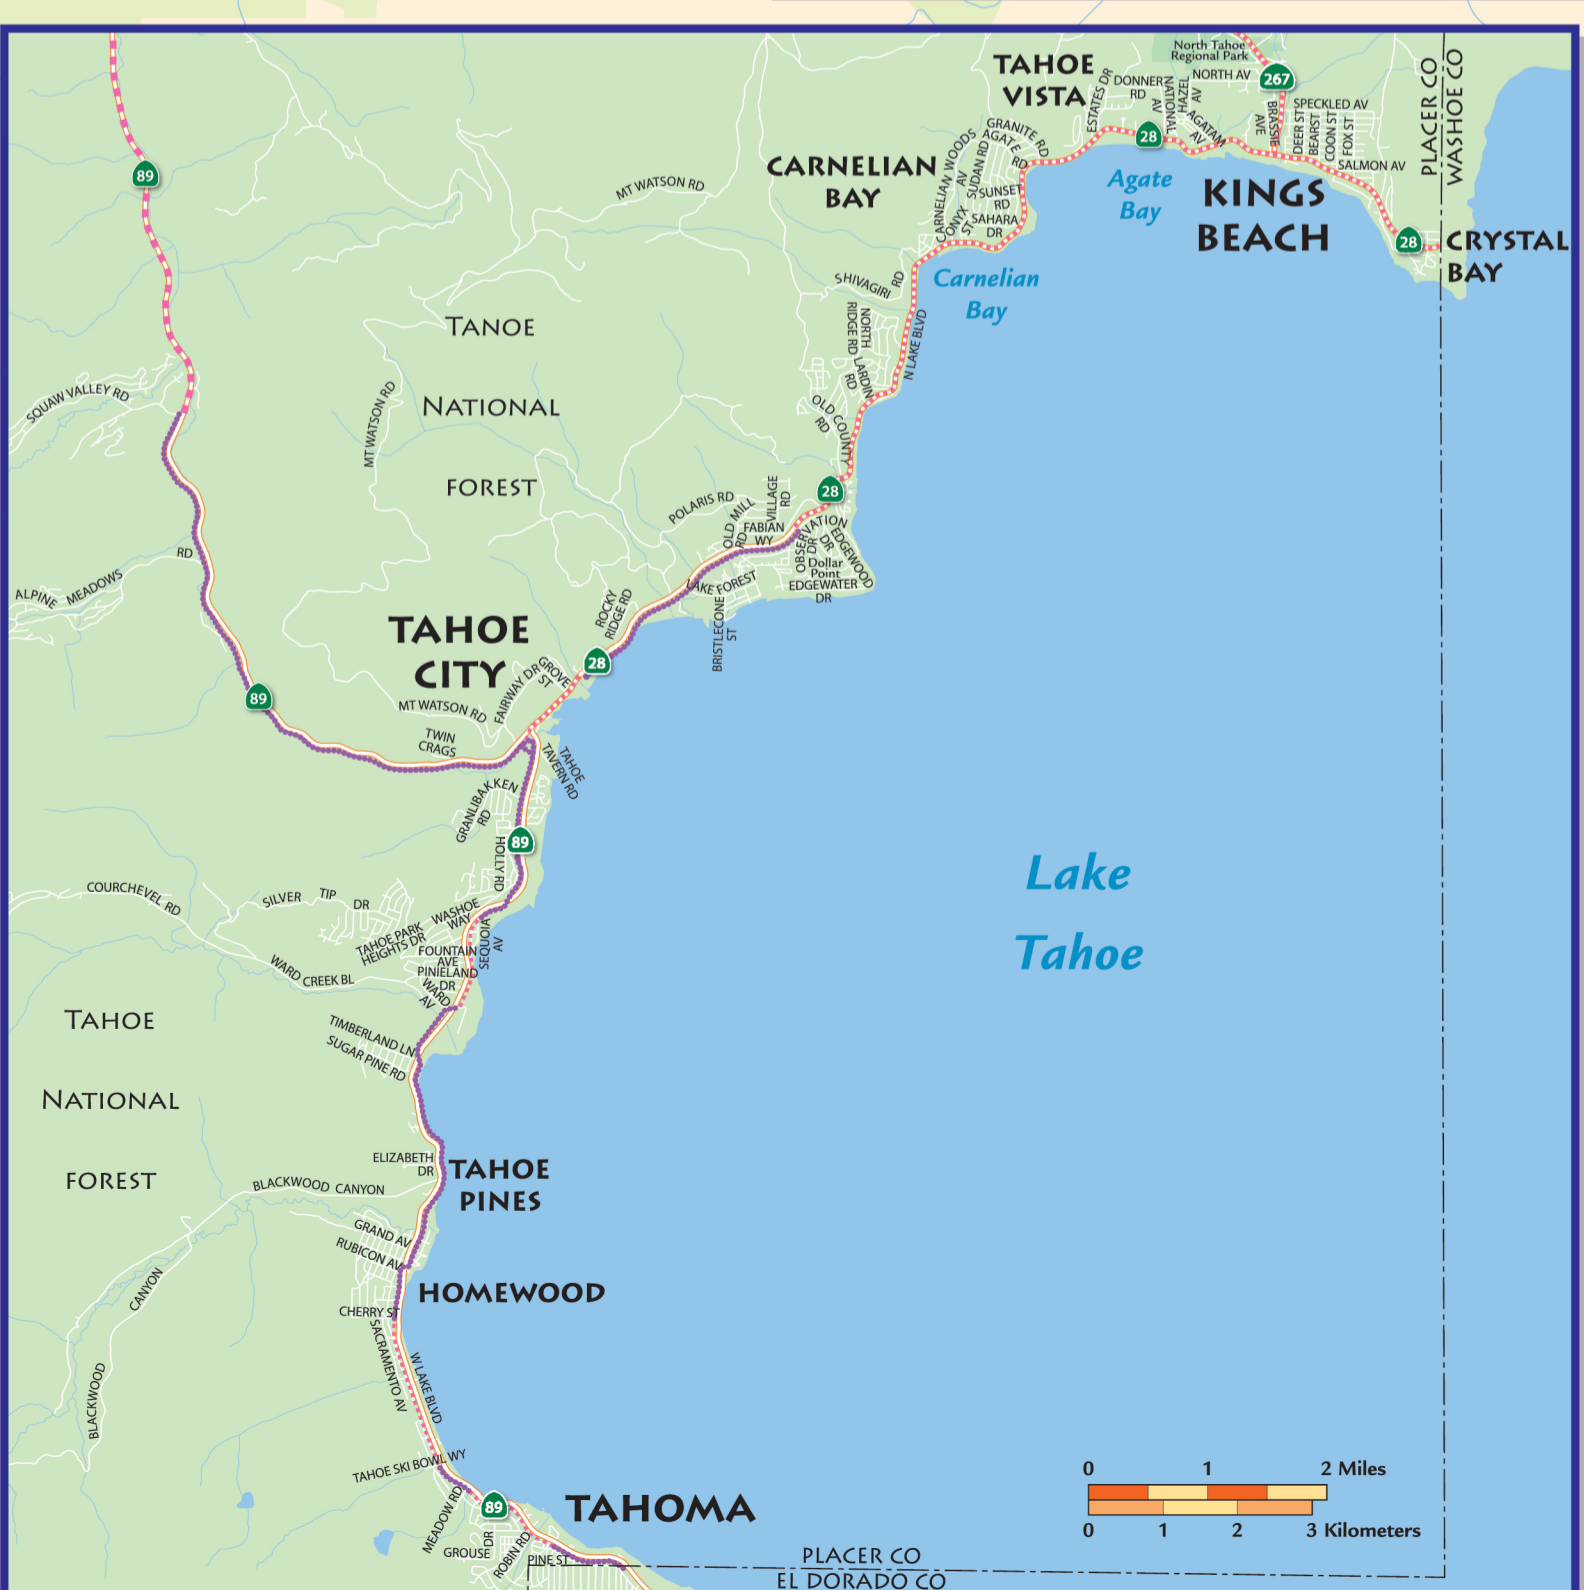 North Tahoe
Regional Park
NORTH AV
267
TAHOE
VISTA
ESTATES DR
DONNER
RD
NATIONAL
AV
HAZEL
AV
AGATAM
AV
28
BRASSIE
AVE
SPECKLED AV
DEER ST
BEARST
COON ST
FOX ST
SALMON AV
PLACER CO
WASHOE CO
89
MT WATSON RD
CARNELIAN
BAY
CARNELIAN WOODS
AV
GRANITE RD
AGATE
RD
SUDAN RD
SUNSET
RD
ONYX
ST
SAHARA
DR
Agate
Bay
KINGS
BEACH
28
CRYSTAL
BAY
Carnelian
Bay
SHIVAGIRI RD
NORTH
RIDGE RD
LARDIN
RD
N LAKE BLVD
TANOE
NATIONAL
FOREST
SQUAW VALLEY RD
MT WATSON RD
OLD COUNTY
RD
28
POLARIS RD
OLD MILL
RD
VILLAGE
RD
FABIAN
WY
OBSERVATION
DR
EDGEWOOD
DR
Dollar
Point
EDGEWATER
DR
LAKE FOREST
BRISTLECONE
ST
ALPINE MEADOWS RD
ROCKY
RIDGE RD
28
TAHOE
CITY
FAIRWAY DR
GROVE
ST
MT WATSON RD
89
TWIN
CRAGS
TAHOE
TAVERN RD
GRANLIBAKKEN
RD
89
HOLLY RD
COURCHEVEL RD
SILVER TIP DR
WASHOE
WAY
TAHOE PARK
HEIGHTS DR
SEQUOIA
AV
FOUNTAIN
AVE
PINIELAND
DR
WARD
AV
WARD CREEK BL
Lake
Tahoe
TIMBERLAND LN
SUGAR PINE RD
TAHOE
NATIONAL
FOREST
ELIZABETH
DR
TAHOE
PINES
BLACKWOOD CANYON
GRAND AV
RUBICON AV
HOMEWOOD
CHERRY ST
SACRAMENTO AV
W LAKE BLVD
BLACKWOOD CANYON
TAHOE SKI BOWL WY
MEADOW RD
89
TAHOMA
GROUSE
DR
ROBIN RD
PINE ST
0 1 2 Miles
0 1 2 3 Kilometers
PLACER CO
EL DORADO CO